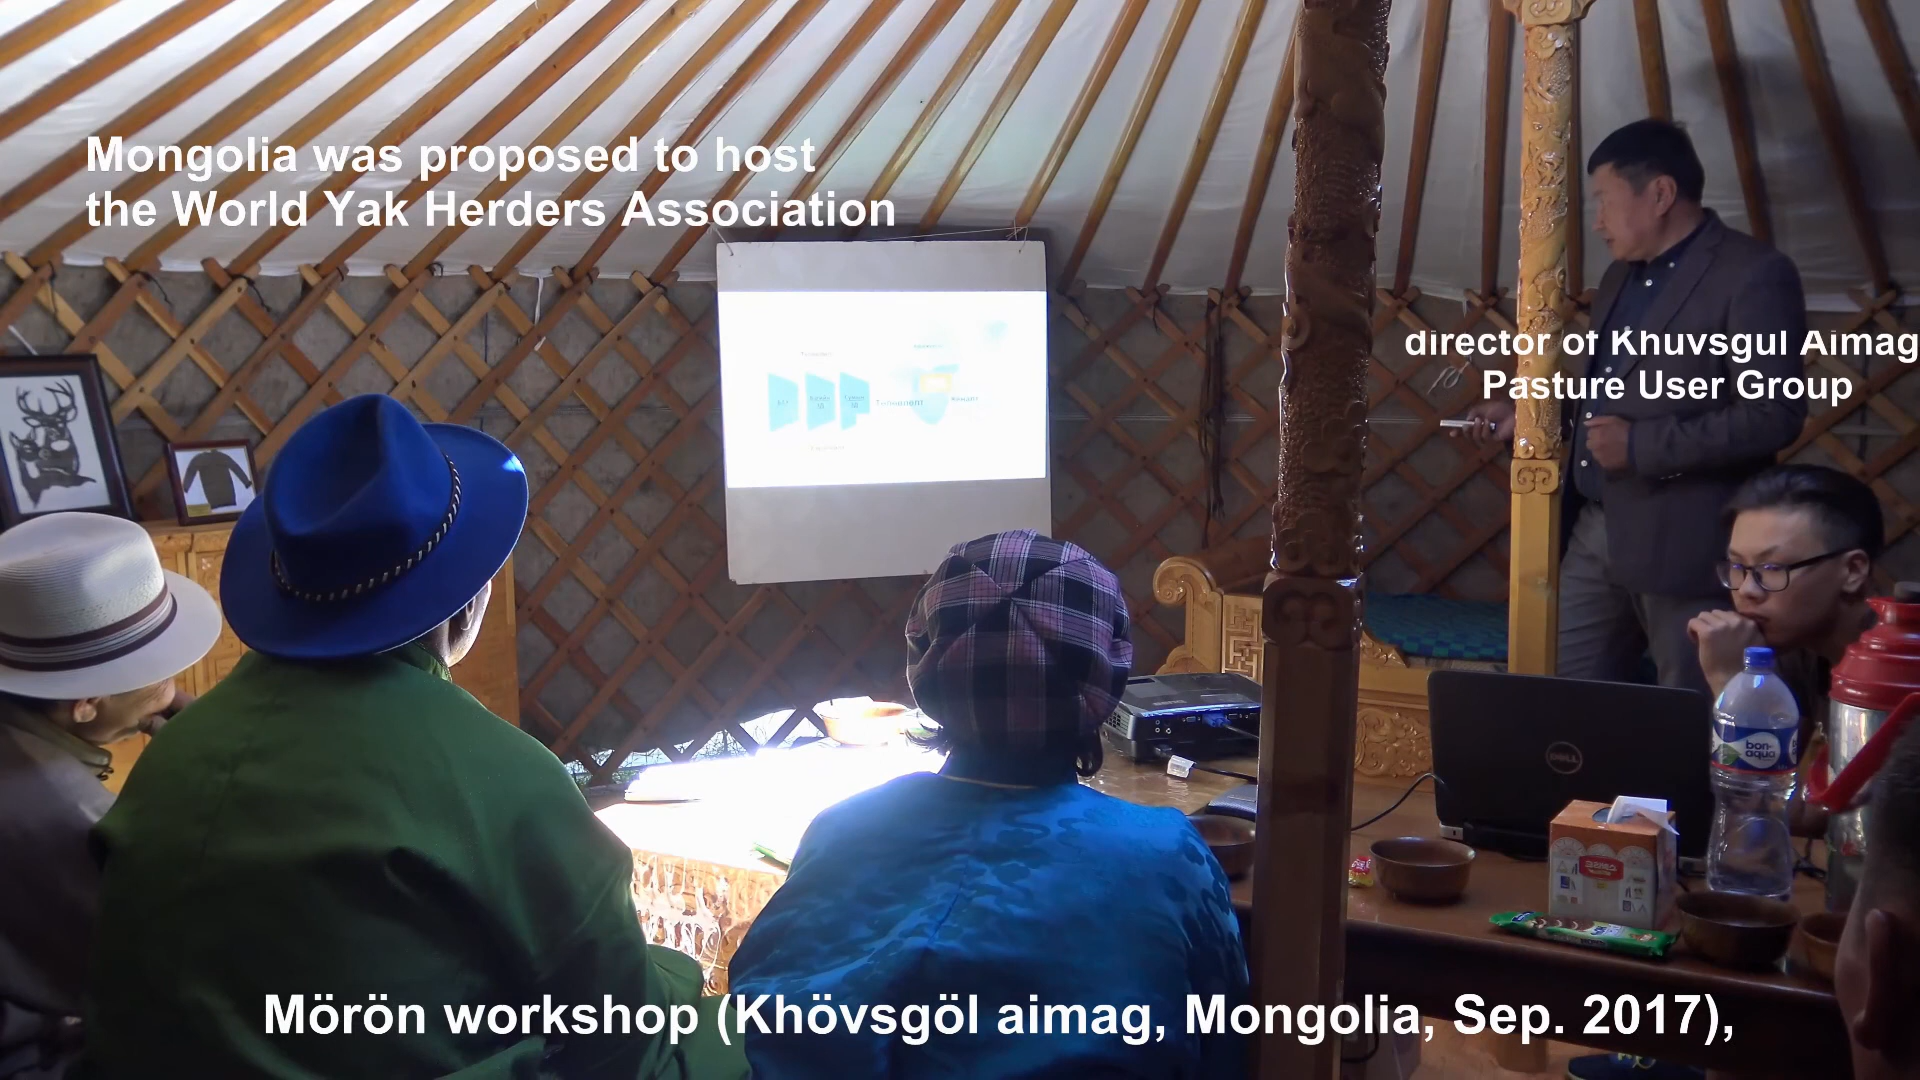 Mongolia was proposed to host
the World Yak Herders Association
director of Khuvsgul Aimag
Pasture User Group
DELL
bon-
aqua
Mörön workshop (Khövsgöl aimag, Mongolia, Sep. 2017),